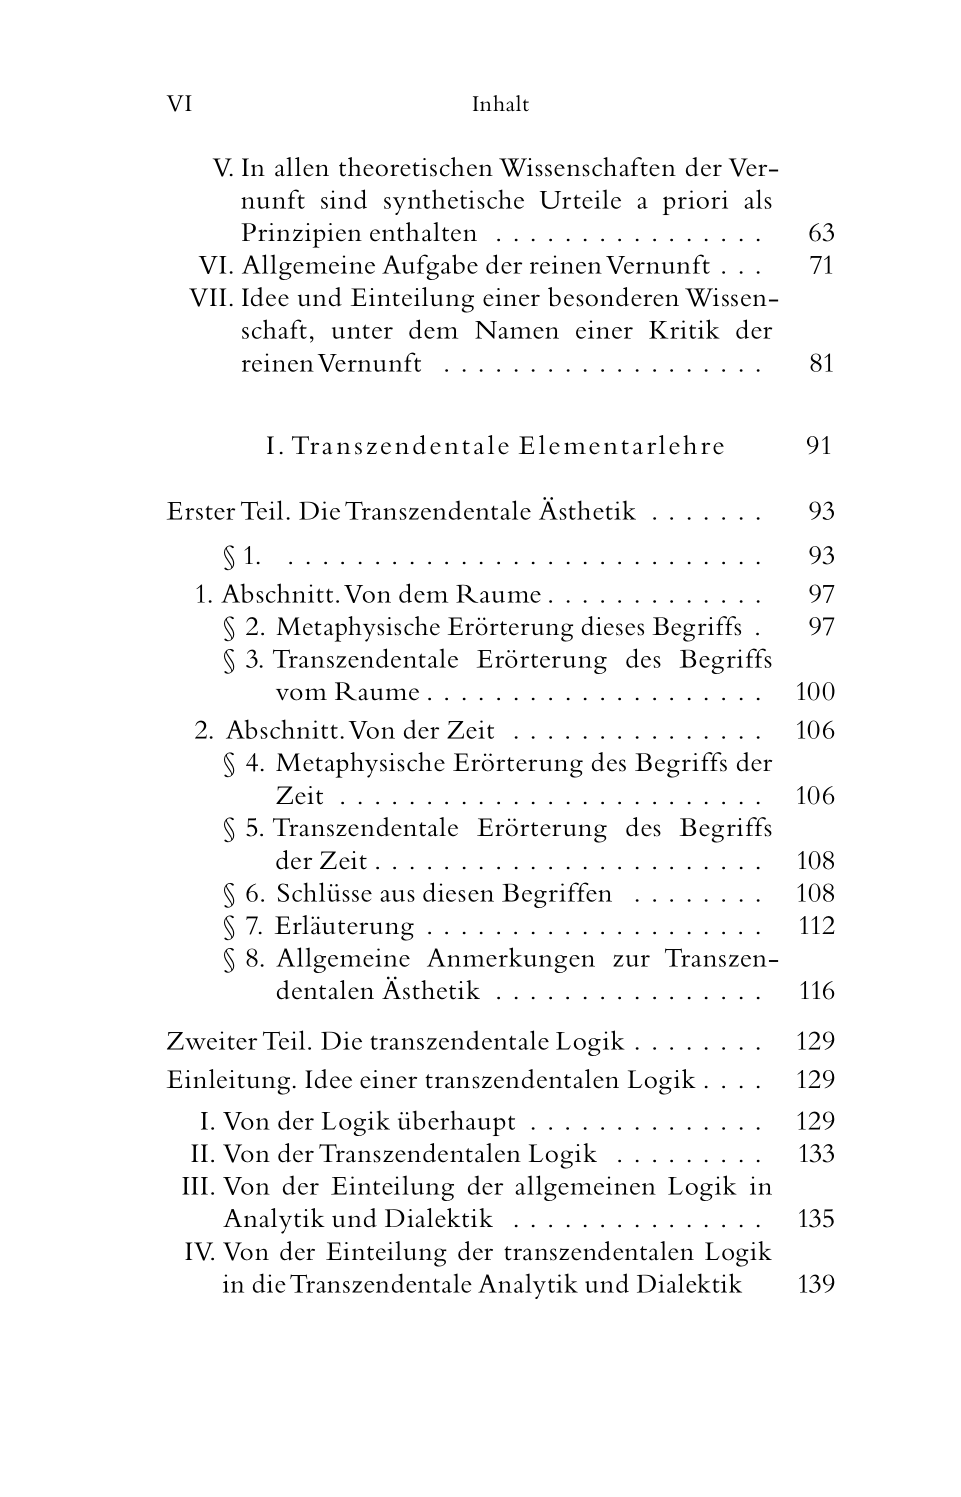 VI Inhalt
V. In allen theoretischen Wissenschaften der Ver-
nunft sind synthetische Urteile a priori als
Prinzipien enthalten . . . . . . . . . . . . . . . . 63
VI. Allgemeine Aufgabe der reinen Vernunft . . . 71
VII. Idee und Einteilung einer besonderen Wissen-
schaft, unter dem Namen einer Kritik der
reinen Vernunft . . . . . . . . . . . . . . . . . . . 81
I. Transzendentale Elementarlehre 91
Erster Teil. Die Transzendentale Ästhetik . . . . . . . 93
§ 1. . . . . . . . . . . . . . . . . . . . . . . . . . . . . 93
1. Abschnitt. Von dem Raume . . . . . . . . . . . . . 97
§ 2. Metaphysische Erörterung dieses Begriffs . 97
§ 3. Transzendentale Erörterung des Begriffs
vom Raume . . . . . . . . . . . . . . . . . . . . 100
2. Abschnitt. Von der Zeit . . . . . . . . . . . . . . . 106
§ 4. Metaphysische Erörterung des Begriffs der
Zeit . . . . . . . . . . . . . . . . . . . . . . . . . 106
§ 5. Transzendentale Erörterung des Begriffs
der Zeit . . . . . . . . . . . . . . . . . . . . . . . 108
§ 6. Schlüsse aus diesen Begriffen . . . . . . . . 108
§ 7. Erläuterung . . . . . . . . . . . . . . . . . . . . 112
§ 8. Allgemeine Anmerkungen zur Transzen-
dentalen Ästhetik . . . . . . . . . . . . . . . . 116
Zweiter Teil. Die transzendentale Logik . . . . . . . . 129
Einleitung. Idee einer transzendentalen Logik . . . . 129
I. Von der Logik überhaupt . . . . . . . . . . . . . . 129
II. Von der Transzendentalen Logik . . . . . . . . . 133
III. Von der Einteilung der allgemeinen Logik in
Analytik und Dialektik . . . . . . . . . . . . . . . 135
IV. Von der Einteilung der transzendentalen Logik
in die Transzendentale Analytik und Dialektik 139